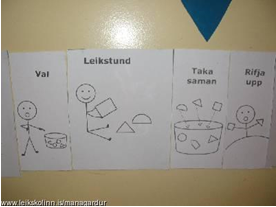 Val
Leikstund
Taka
saman
Rifja
upp
www.leikskolinn.is/managardur